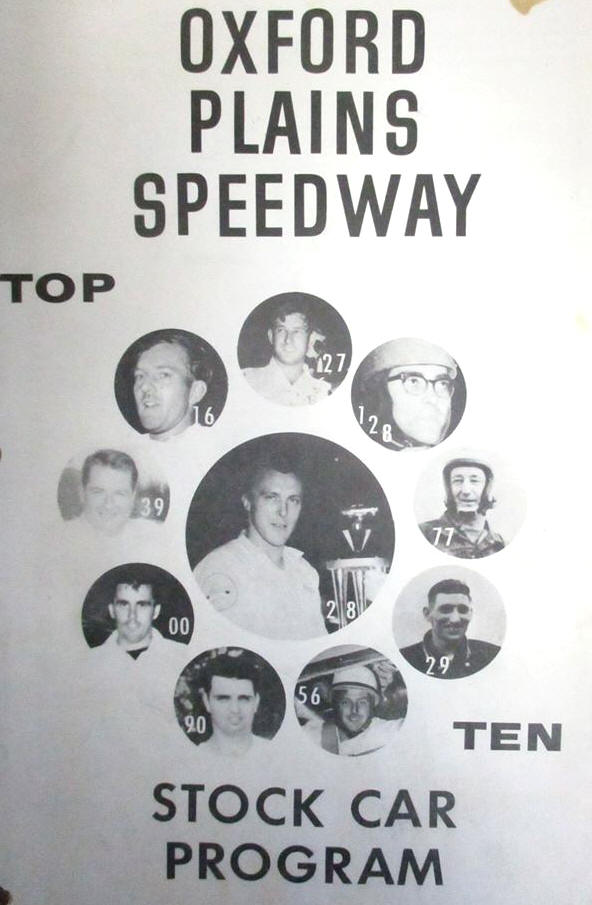 OXFORD
PLAINS
SPEEDWAY
TOP
27
16
128
39
77
28
00
29
90
56
TEN
STOCK CAR
PROGRAM